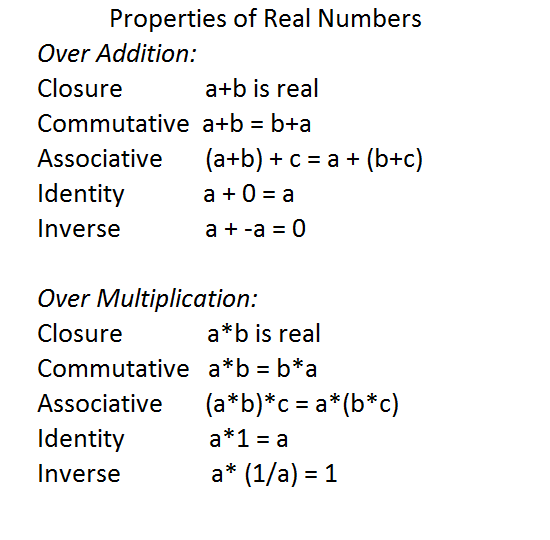 Properties of Real Numbers
Over Addition:
Closure a+b is real
Commutative a+b = b+a
Associative (a+b) + c = a + (b+c)
Identity a + 0 = a
Inverse a + -a = 0
Over Multiplication:
Closure a*b is real
Commutative a*b = b*a
Associative (a*b)*c = a*(b*c)
Identity a*1 = a
Inverse a* (1/a) = 1